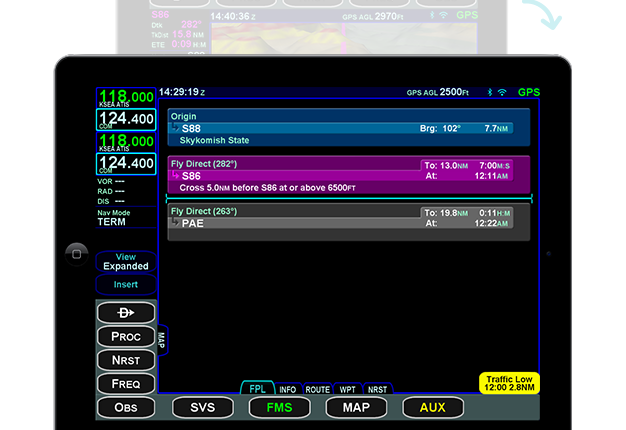 S86
Dtk 282°
TkDist 15.9 NM
ETE 0:09 H:M
14:40:36 Z
GPS AGL 2970FT
GPS
14:29:19 Z
GPS AGL 2500FT
GPS
118.000
KSEA ATIS
124.400
COM
118.000
KSEA ATIS
124.400
COM
VOR ---
RAD ---
DIS ---
Nav Mode
TERM
View
Expanded
Insert
Origin
S88
Brg: 102° 7.7NM
Skykomish State
Fly Direct (282°)
To: 13.0NM 7:00M:S
S86
At: 12:11AM
Cross 5.0NM before S86 at or above 6500FT
Fly Direct (263°)
To: 19.8NM 0:11H:M
PAE
At: 12:22AM
D
PROC
NRST
FREQ
OBS
MAP
FPL INFO ROUTE WPT NRST
Traffic Low
12:00 2.8NM
SVS FMS MAP AUX